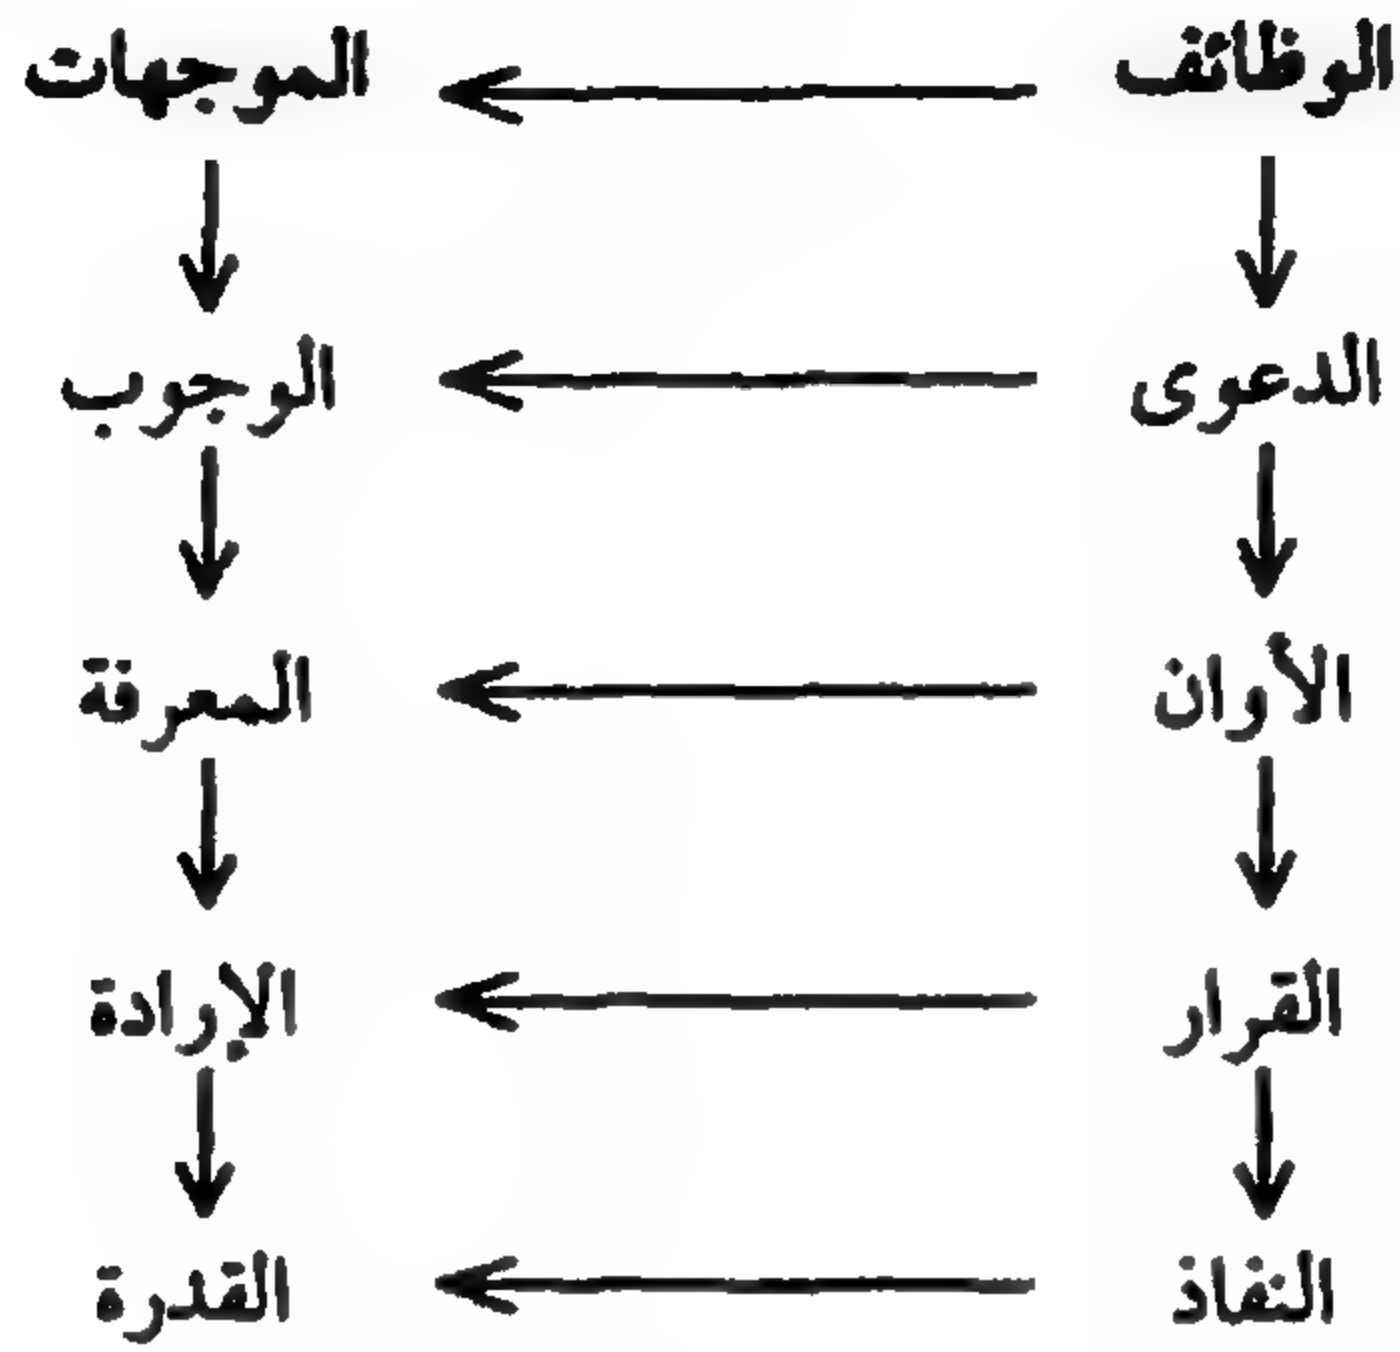 الوظائف الموجهات
الدعوى الوجوب
الأوان المعرفة
القرار الإرادة
النفاذ القدرة